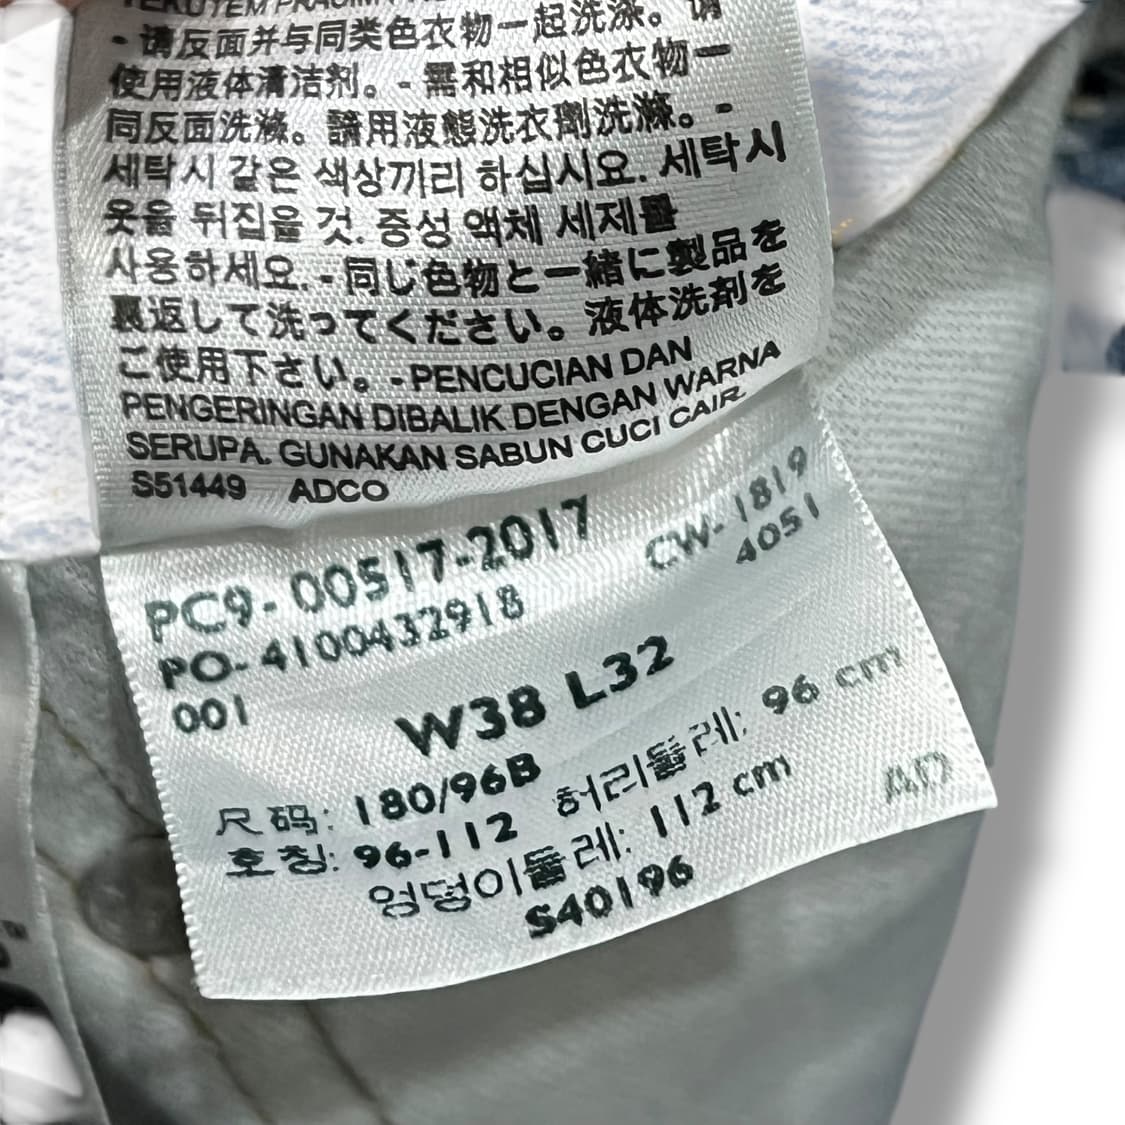 - 请反面并与同类色衣物一起洗涤。请
使用液体清洁剂。- 需和相似色衣物一
同反面洗滌。請用液態洗衣劑洗滌。-
세탁시 같은 색상끼리 하십시요. 세탁시
옷을 뒤집을 것. 중성 액체 세제를
사용하세요. - 同じ色物と一緒に製品を
裏返して洗ってください。液体洗剤を
ご使用下さい。- PENCUCIAN DAN
PENGERINGAN DIBALIK DENGAN WARNA
SERUPA. GUNAKAN SABUN CUCI CAIR.
S51449 ADCO
PC9-00517-2017 CW-1819
PO-4100432918 4051
001
W38 L32
尺码: 180/96B 허리둘레: 96 cm
호칭: 96-112
엉덩이둘레: 112 cm AD
S40196